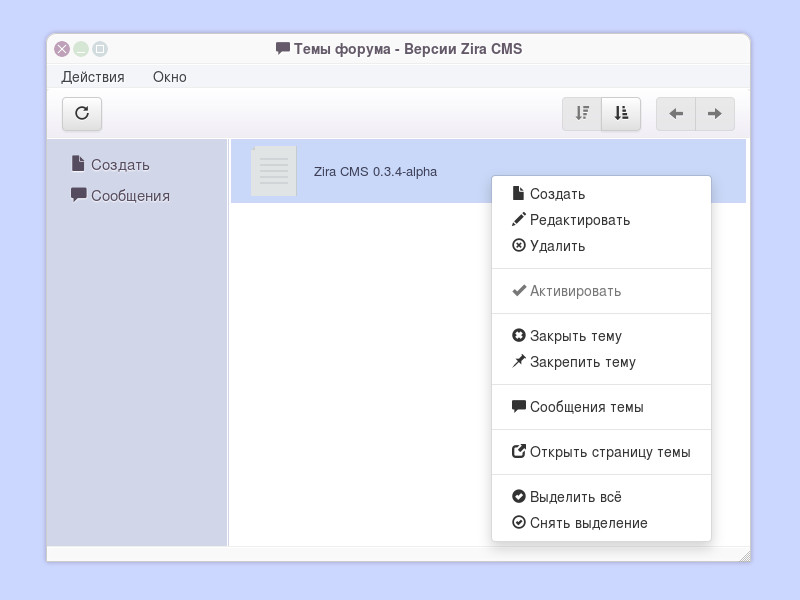 Темы форума - Версии Zira CMS
Действия Окно
Создать
Сообщения
Zira CMS 0.3.4-alpha
Создать
Редактировать
Удалить
Активировать
Закрыть тему
Закрепить тему
Сообщения темы
Открыть страницу темы
Выделить всё
Снять выделение